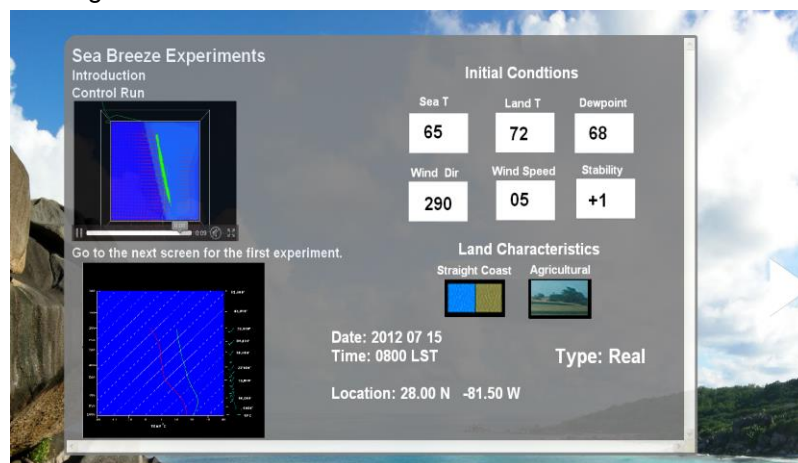 Sea Breeze Experiments
Introduction
Control Run
0:09
Go to the next screen for the first experiment.
Initial Condtions
Sea T Land T Dewpoint
65 72 68
Wind Dir Wind Speed Stability
290 05 +1
Land Characteristics
Straight Coast Agricultural
Date: 2012 07 15
Time: 0800 LST
Type: Real
Location: 28.00 N -81.50 W